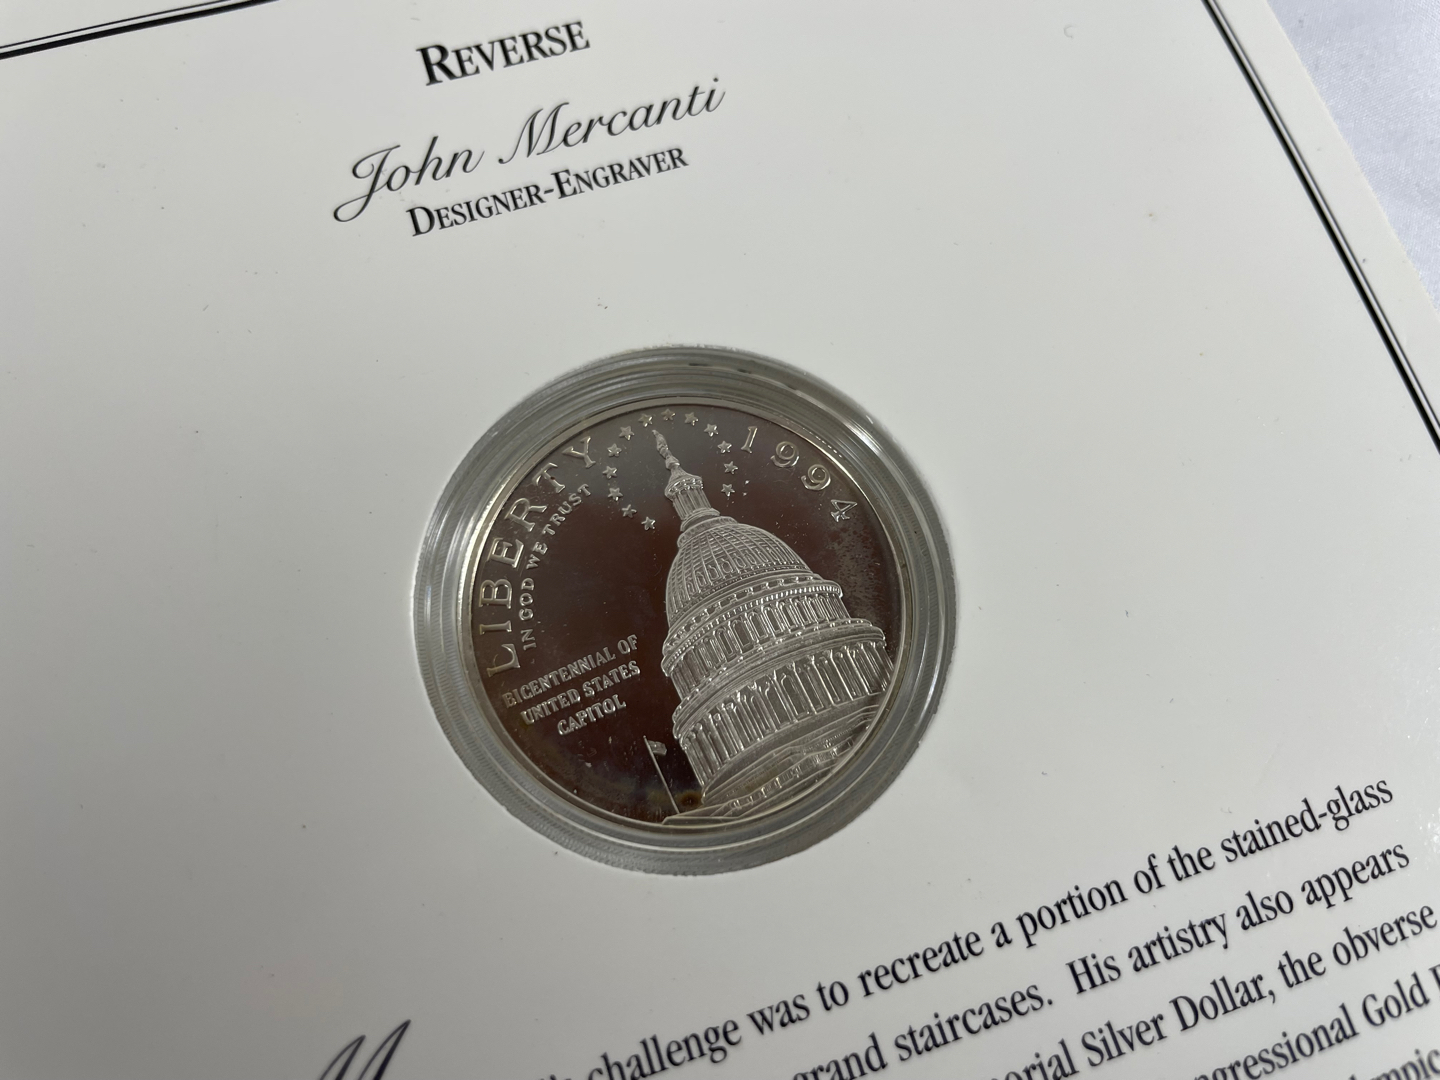 REVERSE
John Mercanti
DESIGNER-ENGRAVER
LIBERTY
1994
IN GOD WE TRUST
BICENTENNIAL OF
UNITED STATES
CAPITOL
challenge was to recreate a portion of the stained-glass
grand staircases. His artistry also appears
Silver Dollar, the obverse
Gold